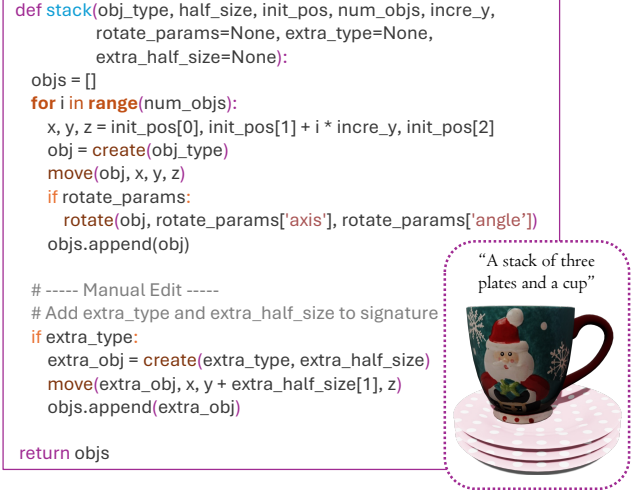 def stack(obj_type, half_size, init_pos, num_objs, incre_y,
rotate_params=None, extra_type=None,
extra_half_size=None):
objs = []
for i in range(num_objs):
x, y, z = init_pos[0], init_pos[1] + i * incre_y, init_pos[2]
obj = create(obj_type)
move(obj, x, y, z)
if rotate_params:
rotate(obj, rotate_params['axis'], rotate_params['angle’])
objs.append(obj)
# ----- Manual Edit -----
# Add extra_type and extra_half_size to signature
if extra_type:
extra_obj = create(extra_type, extra_half_size)
move(extra_obj, x, y + extra_half_size[1], z)
objs.append(extra_obj)
return objs
“A stack of three
plates and a cup”